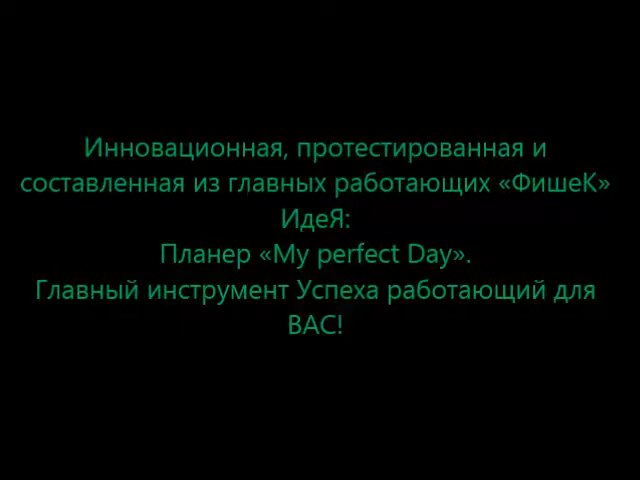 Инновационная, протестированная и
составленная из главных работающих «ФишеК»
ИдеЯ:
Планер «My perfect Day».
Главный инструмент Успеха работающий для
ВАС!